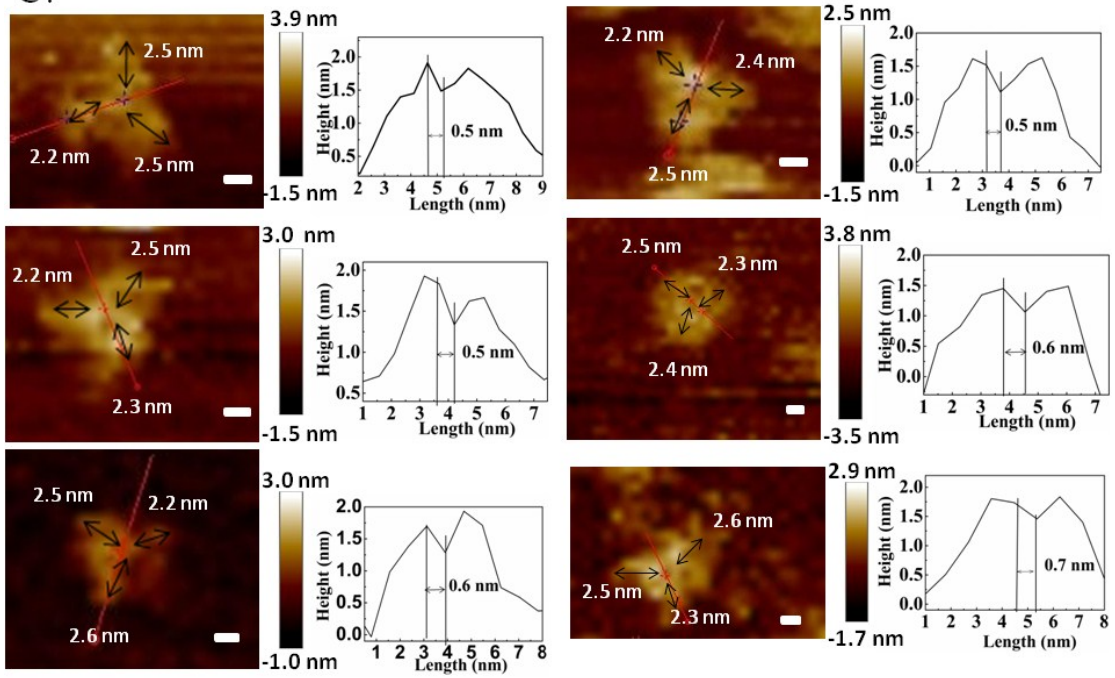 3.9 nm
2.5 nm
2.2 nm
2.5 nm
-1.5 nm
Height (nm)
2.0
1.5
1.0
0.5
0.5 nm
2 3 4 5 6 7 8 9
Length (nm)
2.5 nm
2.2 nm
2.4 nm
2.5 nm
-1.5 nm
Height (nm)
2.0
1.5
1.0
0.5
0.0
0.5 nm
1 2 3 4 5 6 7
Length (nm)
3.0 nm
2.5 nm
2.2 nm
2.3 nm
-1.5 nm
Height (nm)
2.0
1.5
1.0
0.5
0.5 nm
1 2 3 4 5 6 7
Length (nm)
3.8 nm
2.5 nm
2.3 nm
2.4 nm
-3.5 nm
Height (nm)
2.0
1.5
1.0
0.5
0.0
0.6 nm
1 2 3 4 5 6 7
Length (nm)
3.0 nm
2.5 nm
2.2 nm
2.6 nm
-1.0 nm
Height (nm)
2.0
1.5
1.0
0.5
0.0
0.6 nm
1 2 3 4 5 6 7 8
Length (nm)
2.9 nm
2.6 nm
2.5 nm
2.3 nm
-1.7 nm
Height (nm)
2.0
1.5
1.0
0.5
0.0
0.7 nm
1 2 3 4 5 6 7 8
Length (nm)